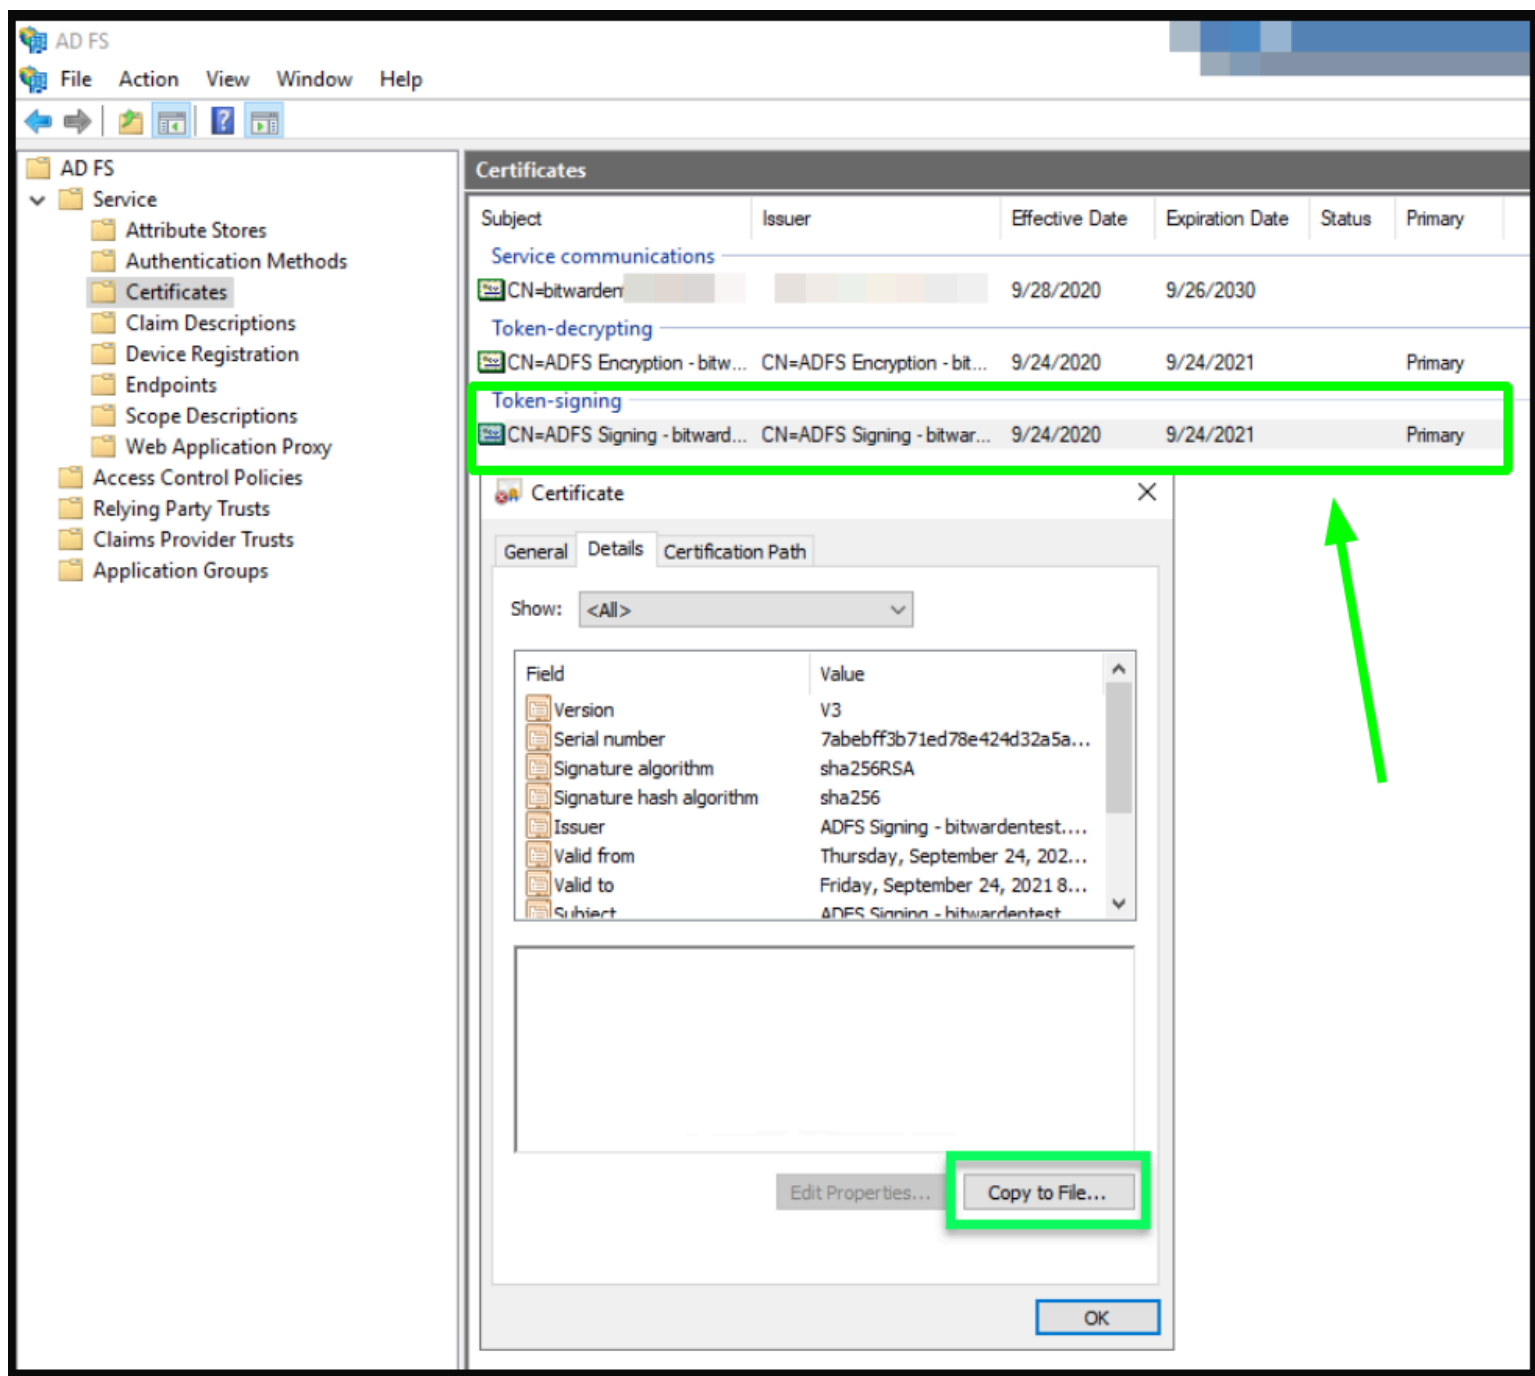 AD FS
File Action View Window Help
AD FS
Service
Attribute Stores
Authentication Methods
Certificates
Claim Descriptions
Device Registration
Endpoints
Scope Descriptions
Web Application Proxy
Access Control Policies
Relying Party Trusts
Claims Provider Trusts
Application Groups
Certificates
Subject Issuer Effective Date Expiration Date Status Primary
Service communications
CN=bitwarden 9/28/2020 9/26/2030
Token-decrypting
CN=ADFS Encryption - bitw... CN=ADFS Encryption - bit... 9/24/2020 9/24/2021 Primary
Token-signing
CN=ADFS Signing - bitward... CN=ADFS Signing - bitwar... 9/24/2020 9/24/2021 Primary
Certificate
General Details Certification Path
Show: <All>
Field Value
Version V3
Serial number 7abebff3b71ed78e424d32a5a...
Signature algorithm sha256RSA
Signature hash algorithm sha256
Issuer ADFS Signing - bitwardentest....
Valid from Thursday, September 24, 202...
Valid to Friday, September 24, 2021 8...
Subject ADFS Signing - bitwardentest
Edit Properties... Copy to File...
OK